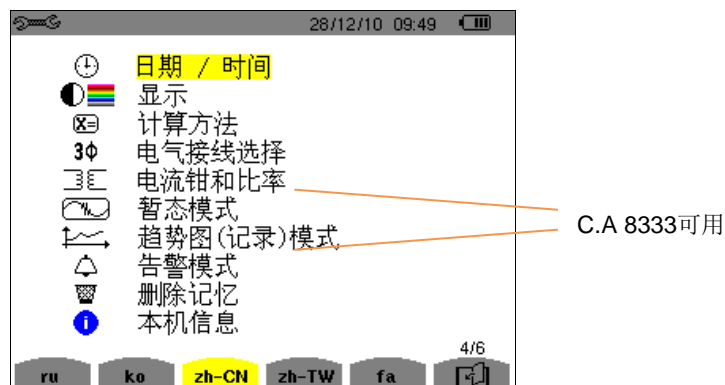 28/12/10 09:49
日期 / 时间
显示
X= 计算方法
3Φ 电气接线选择
电流钳和比率
暂态模式
趋势图(记录)模式
告警模式
删除记忆
i 本机信息
C.A 8333可用
4/6
ru ko zh-CN zh-TW fa